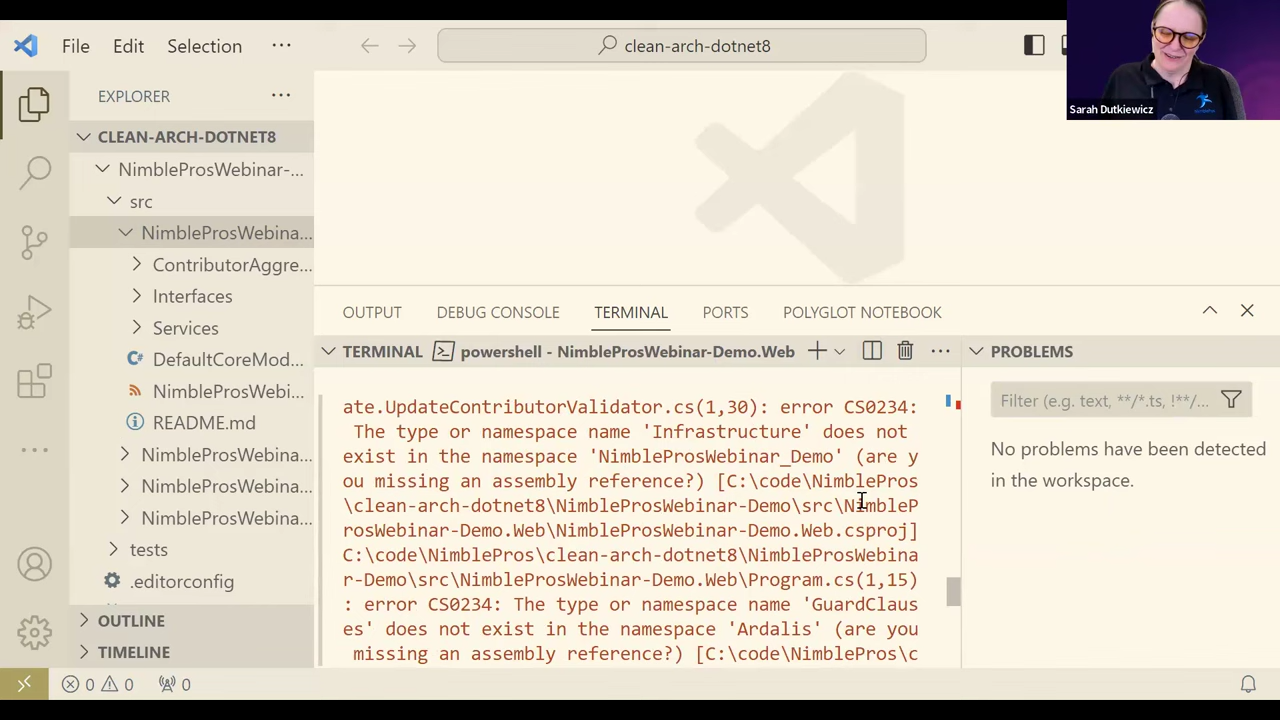 File Edit Selection ···
clean-arch-dotnet8
Sarah Dutkiewicz
EXPLORER
CLEAN-ARCH-DOTNET8
NimbleProsWebinar-...
src
NimbleProsWebina...
ContributorAggre...
Interfaces
Services
DefaultCoreMod...
NimbleProsWebi...
README.md
NimbleProsWebina...
NimbleProsWebina...
NimbleProsWebina...
tests
.editorconfig
OUTLINE
TIMELINE
OUTPUT DEBUG CONSOLE TERMINAL PORTS POLYGLOT NOTEBOOK
TERMINAL powershell - NimbleProsWebinar-Demo.Web
ate.UpdateContributorValidator.cs(1,30): error CS0234:
The type or namespace name 'Infrastructure' does not
exist in the namespace 'NimbleProsWebinar_Demo' (are y
ou missing an assembly reference?) [C:\code\NimblePros
\clean-arch-dotnet8\NimbleProsWebinar-Demo\src\NimbleP
rosWebinar-Demo.Web\NimbleProsWebinar-Demo.Web.csproj]
C:\code\NimblePros\clean-arch-dotnet8\NimbleProsWebina
r-Demo\src\NimbleProsWebinar-Demo.Web\Program.cs(1,15)
: error CS0234: The type or namespace name 'GuardClaus
es' does not exist in the namespace 'Ardalis' (are you
missing an assembly reference?) [C:\code\NimblePros\c
PROBLEMS
Filter (e.g. text, **/*.ts, !**/...
No problems have been detected
in the workspace.
0 0 0